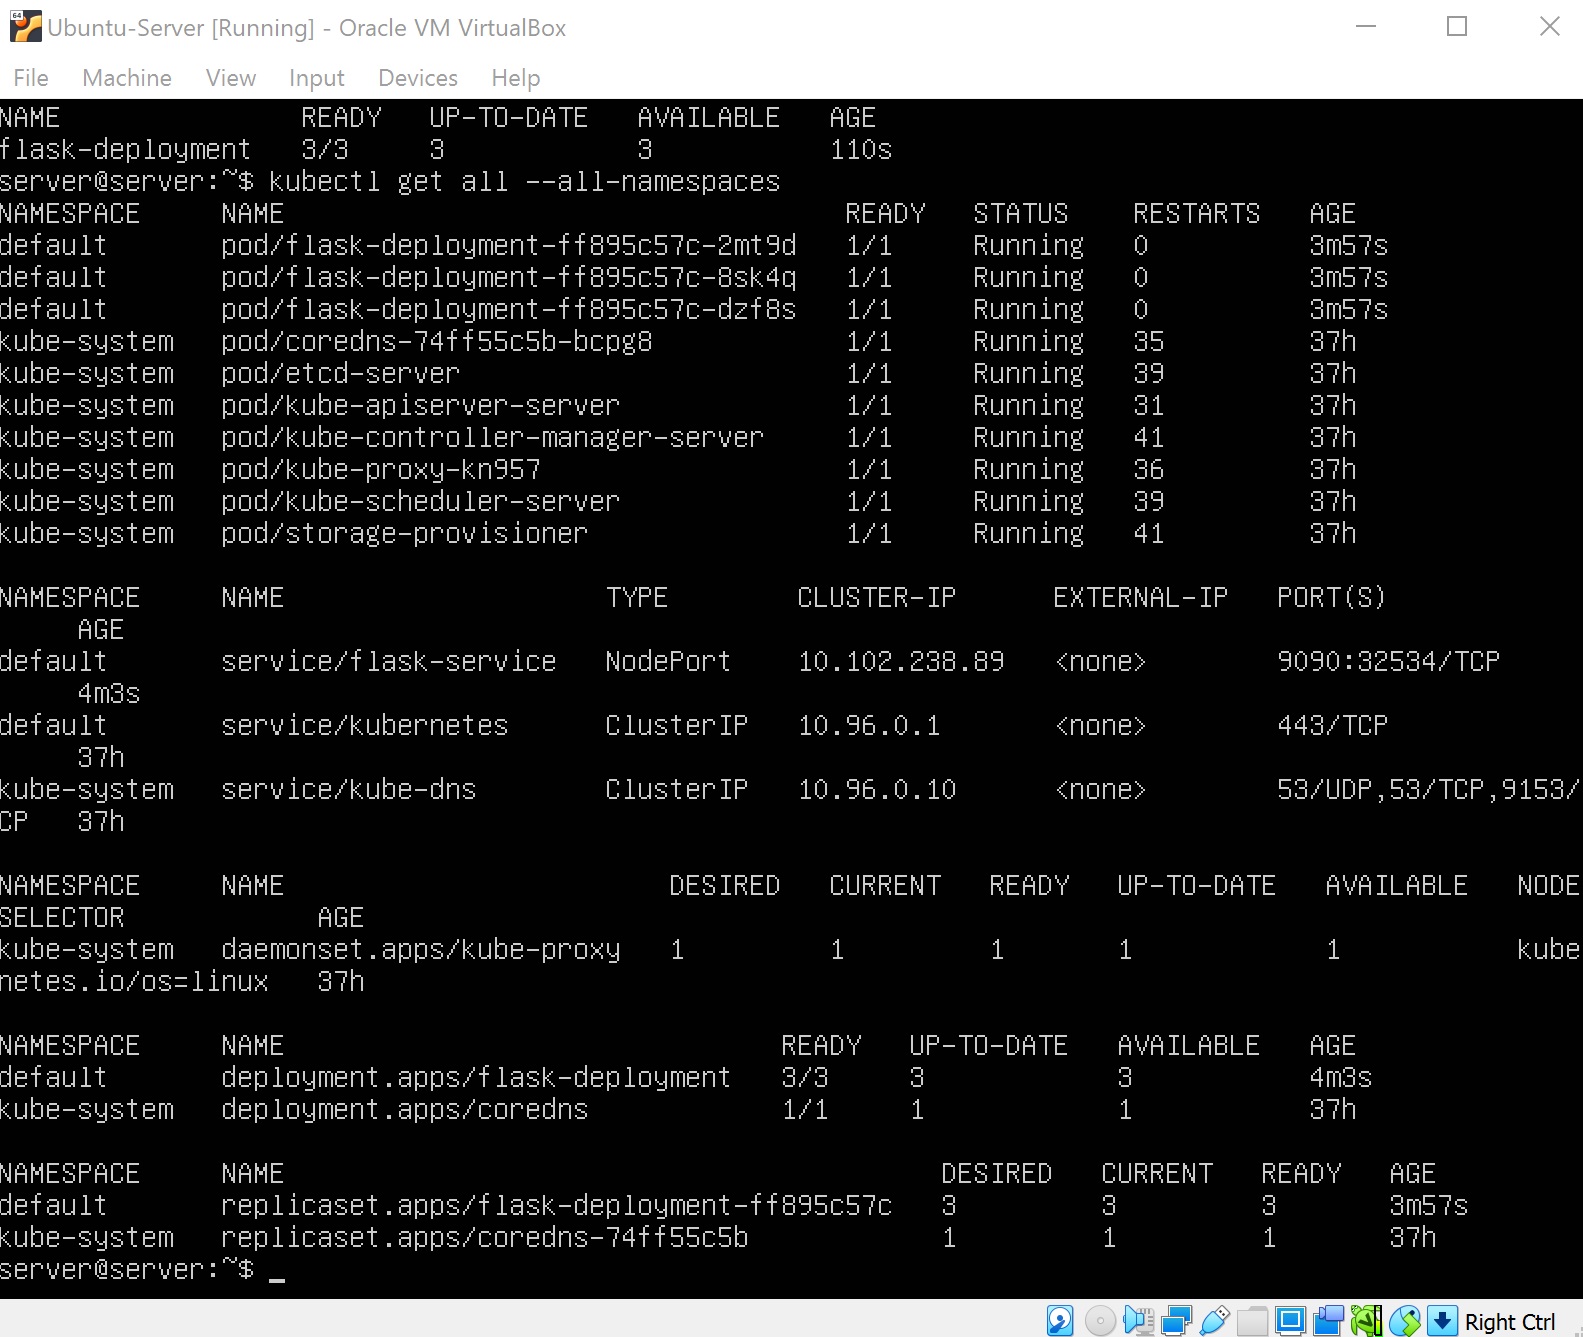 Ubuntu-Server [Running] - Oracle VM VirtualBox
File Machine View Input Devices Help
NAME READY UP-TO-DATE AVAILABLE AGE
flask-deployment 3/3 3 3 110s
server@server:~$ kubectl get all --all-namespaces
NAMESPACE NAME READY STATUS RESTARTS AGE
default pod/flask-deployment-ff895c57c-2mt9d 1/1 Running 0 3m57s
default pod/flask-deployment-ff895c57c-8sk4q 1/1 Running 0 3m57s
default pod/flask-deployment-ff895c57c-dzf8s 1/1 Running 0 3m57s
kube-system pod/coredns-74ff55c5b-bcpg8 1/1 Running 35 37h
kube-system pod/etcd-server 1/1 Running 39 37h
kube-system pod/kube-apiserver-server 1/1 Running 31 37h
kube-system pod/kube-controller-manager-server 1/1 Running 41 37h
kube-system pod/kube-proxy-kn957 1/1 Running 36 37h
kube-system pod/kube-scheduler-server 1/1 Running 39 37h
kube-system pod/storage-provisioner 1/1 Running 41 37h
NAMESPACE NAME TYPE CLUSTER-IP EXTERNAL-IP PORT(S)
AGE
default service/flask-service NodePort 10.102.238.89 <none> 9090:32534/TCP
4m3s
default service/kubernetes ClusterIP 10.96.0.1 <none> 443/TCP
37h
kube-system service/kube-dns ClusterIP 10.96.0.10 <none> 53/UDP,53/TCP,9153/
CP 37h
NAMESPACE NAME DESIRED CURRENT READY UP-TO-DATE AVAILABLE NODE
SELECTOR AGE
kube-system daemonset.apps/kube-proxy 1 1 1 1 1 kube
netes.io/os=linux 37h
NAMESPACE NAME READY UP-TO-DATE AVAILABLE AGE
default deployment.apps/flask-deployment 3/3 3 3 4m3s
kube-system deployment.apps/coredns 1/1 1 1 37h
NAMESPACE NAME DESIRED CURRENT READY AGE
default replicaset.apps/flask-deployment-ff895c57c 3 3 3 3m57s
kube-system replicaset.apps/coredns-74ff55c5b 1 1 1 37h
server@server:~$ _
Right Ctrl